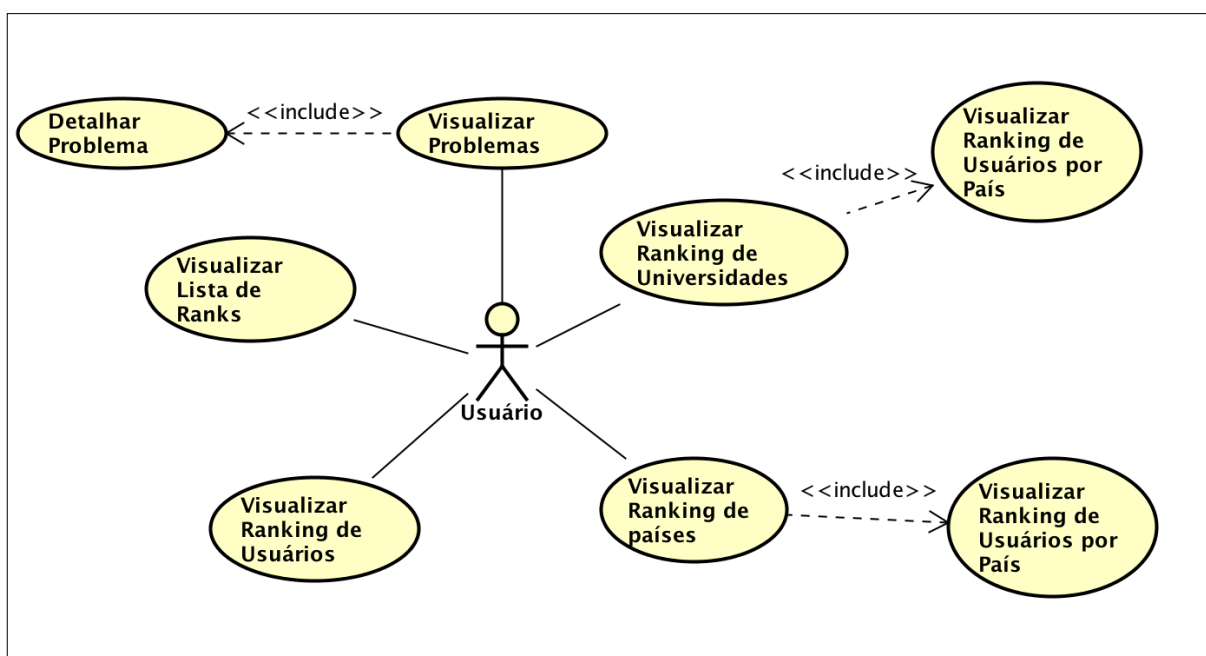 Detalhar
Problema
<<include>>
Visualizar
Problemas
Visualizar
Ranking de
Usuários por
País
<<include>>
Visualizar
Ranking de
Universidades
Visualizar
Lista de
Ranks
Usuário
Visualizar
Ranking de
Usuários
Visualizar
Ranking de
países
<<include>>
Visualizar
Ranking de
Usuários por
País